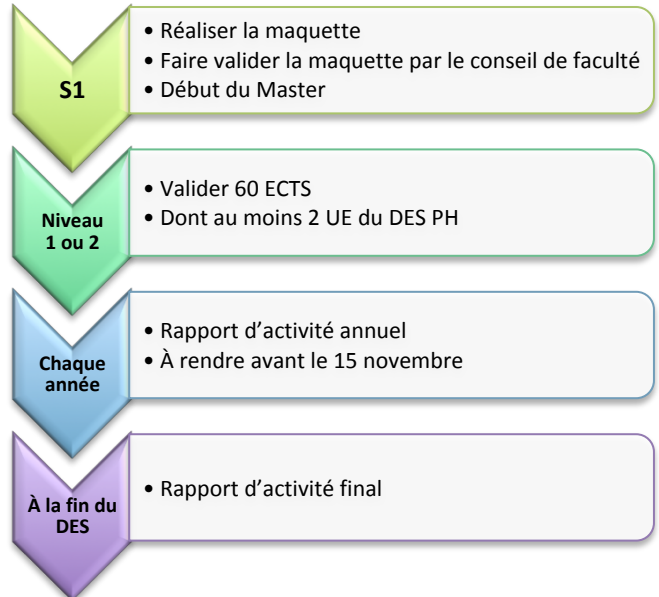 S1
• Réaliser la maquette
• Faire valider la maquette par le conseil de faculté
• Début du Master
Niveau
1 ou 2
• Valider 60 ECTS
• Dont au moins 2 UE du DES PH
Chaque
année
• Rapport d’activité annuel
• À rendre avant le 15 novembre
À la fin du
DES
• Rapport d’activité final